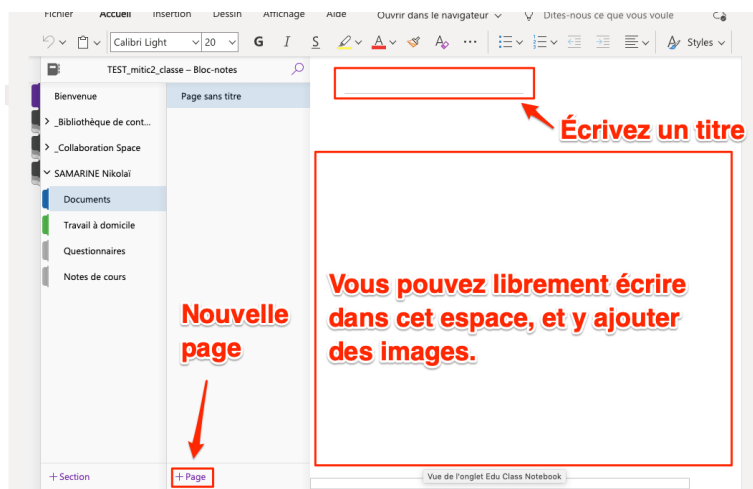 Fichier Accueil Insertion Dessin Affichage Aide Ouvrir dans le navigateur Dites-nous ce que vous voule
Calibri Light 20 G I S A A ... Styles
TEST_mitic2_classe – Bloc-notes
Bienvenue
_Bibliothèque de cont...
_Collaboration Space
SAMARINE Nikolaï
Documents
Travail à domicile
Questionnaires
Notes de cours
+ Section
Page sans titre
Nouvelle
page
+ Page
Écrivez un titre
Vous pouvez librement écrire
dans cet espace, et y ajouter
des images.
Vue de l'onglet Edu Class Notebook